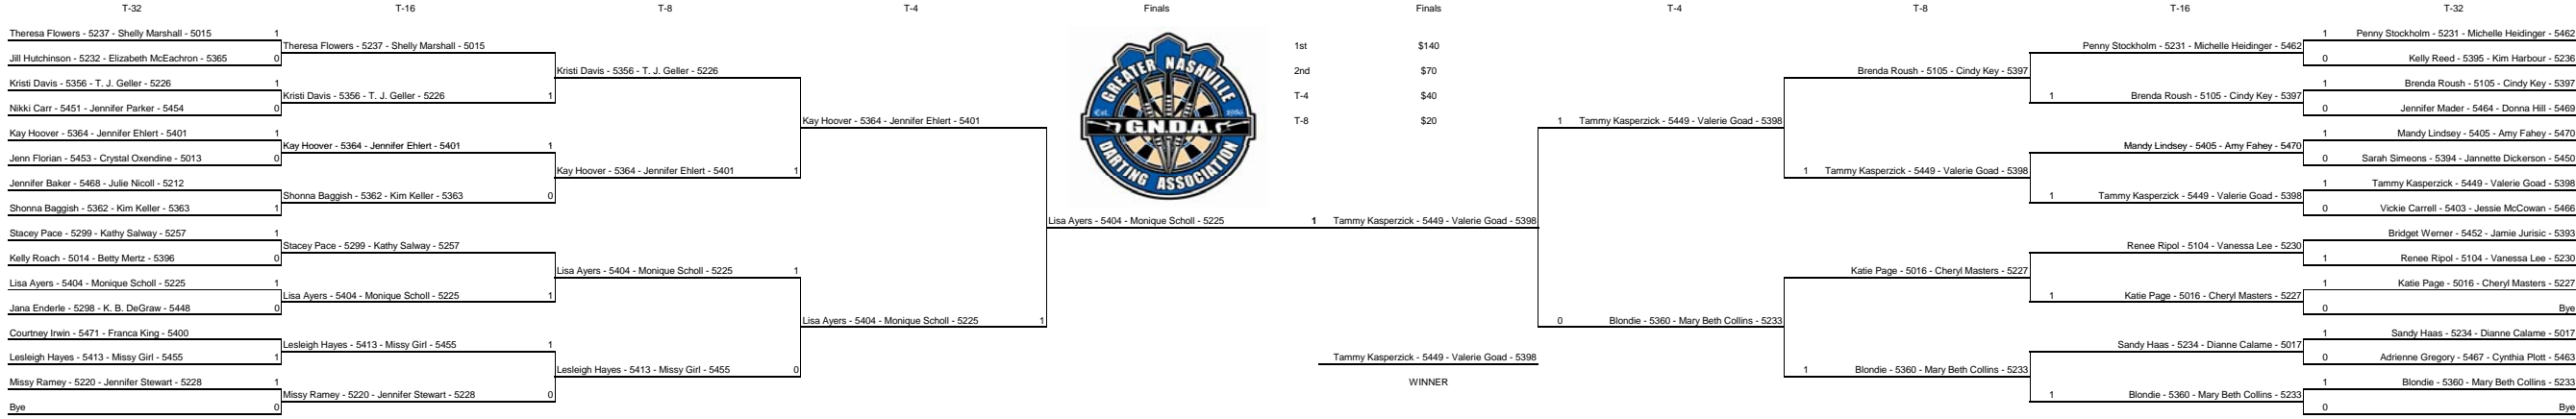 T-32 T-16 T-8 T-4 Finals Finals T-4 T-8 T-16 T-32
Theresa Flowers - 5237 - Shelly Marshall - 5015 1
Jill Hutchinson - 5232 - Elizabeth McEachron - 5365 0
Kristi Davis - 5356 - T. J. Geller - 5226 1
Nikki Carr - 5451 - Jennifer Parker - 5454 0
Kay Hoover - 5364 - Jennifer Ehlert - 5401 1
Jenn Florian - 5453 - Crystal Oxendine - 5013 0
Jennifer Baker - 5468 - Julie Nicoll - 5212
Shonna Baggish - 5362 - Kim Keller - 5363 1
Stacey Pace - 5299 - Kathy Salway - 5257 1
Kelly Roach - 5014 - Betty Mertz - 5396 0
Lisa Ayers - 5404 - Monique Scholl - 5225 1
Jana Enderle - 5298 - K. B. DeGraw - 5448 0
Courtney Irwin - 5471 - Franca King - 5400
Lesleigh Hayes - 5413 - Missy Girl - 5455 1
Missy Ramey - 5220 - Jennifer Stewart - 5228 1
Bye 0
Theresa Flowers - 5237 - Shelly Marshall - 5015
Kristi Davis - 5356 - T. J. Geller - 5226 1
Kay Hoover - 5364 - Jennifer Ehlert - 5401 1
Shonna Baggish - 5362 - Kim Keller - 5363 0
Stacey Pace - 5299 - Kathy Salway - 5257
Lisa Ayers - 5404 - Monique Scholl - 5225 1
Lesleigh Hayes - 5413 - Missy Girl - 5455 1
Missy Ramey - 5220 - Jennifer Stewart - 5228 0
Kristi Davis - 5356 - T. J. Geller - 5226
Kay Hoover - 5364 - Jennifer Ehlert - 5401 1
Lisa Ayers - 5404 - Monique Scholl - 5225 1
Lesleigh Hayes - 5413 - Missy Girl - 5455 0
Kay Hoover - 5364 - Jennifer Ehlert - 5401
Lisa Ayers - 5404 - Monique Scholl - 5225 1
Lisa Ayers - 5404 - Monique Scholl - 5225
GREATER NASHVILLE
Est. 1980
G.N.D.A.
DARTING ASSOCIATION
1st $140
2nd $70
T-4 $40
T-8 $20
1 Tammy Kasperzick - 5449 - Valerie Goad - 5398
Tammy Kasperzick - 5449 - Valerie Goad - 5398
WINNER
1 Tammy Kasperzick - 5449 - Valerie Goad - 5398
0 Blondie - 5360 - Mary Beth Collins - 5233
Brenda Roush - 5105 - Cindy Key - 5397
1 Tammy Kasperzick - 5449 - Valerie Goad - 5398
Katie Page - 5016 - Cheryl Masters - 5227
1 Blondie - 5360 - Mary Beth Collins - 5233
Penny Stockholm - 5231 - Michelle Heidinger - 5462
1 Brenda Roush - 5105 - Cindy Key - 5397
Mandy Lindsey - 5405 - Amy Fahey - 5470
1 Tammy Kasperzick - 5449 - Valerie Goad - 5398
Renee Ripol - 5104 - Vanessa Lee - 5230
1 Katie Page - 5016 - Cheryl Masters - 5227
Sandy Haas - 5234 - Dianne Calame - 5017
1 Blondie - 5360 - Mary Beth Collins - 5233
1 Penny Stockholm - 5231 - Michelle Heidinger - 5462
0 Kelly Reed - 5395 - Kim Harbour - 5236
1 Brenda Roush - 5105 - Cindy Key - 5397
0 Jennifer Mader - 5464 - Donna Hill - 5469
1 Mandy Lindsey - 5405 - Amy Fahey - 5470
0 Sarah Simeons - 5394 - Jannette Dickerson - 5450
1 Tammy Kasperzick - 5449 - Valerie Goad - 5398
0 Vickie Carrell - 5403 - Jessie McCowan - 5466
Bridget Werner - 5452 - Jamie Jurisic - 5393
1 Renee Ripol - 5104 - Vanessa Lee - 5230
1 Katie Page - 5016 - Cheryl Masters - 5227
0 Bye
1 Sandy Haas - 5234 - Dianne Calame - 5017
0 Adrienne Gregory - 5467 - Cynthia Plott - 5463
1 Blondie - 5360 - Mary Beth Collins - 5233
0 Bye